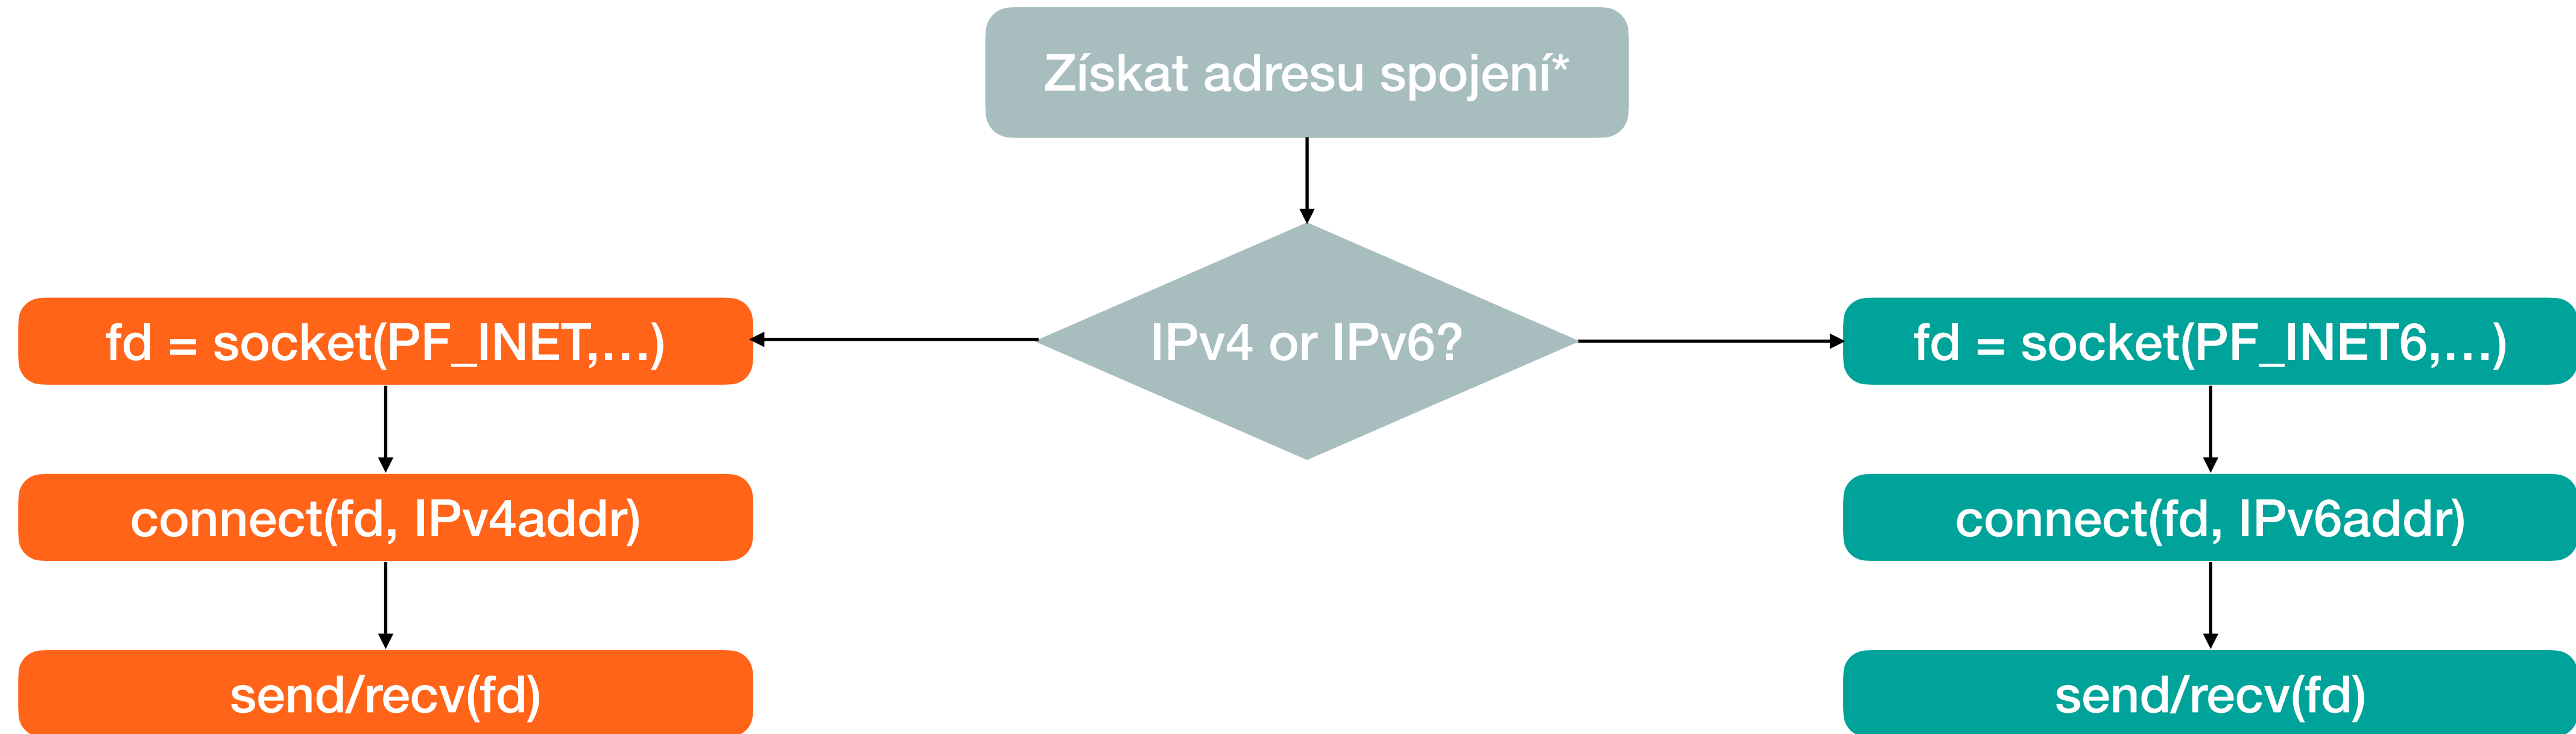 Získat adresu spojení*
IPv4 or IPv6?
fd = socket(PF_INET,…)
connect(fd, IPv4addr)
send/recv(fd)
fd = socket(PF_INET6,…)
connect(fd, IPv6addr)
send/recv(fd)